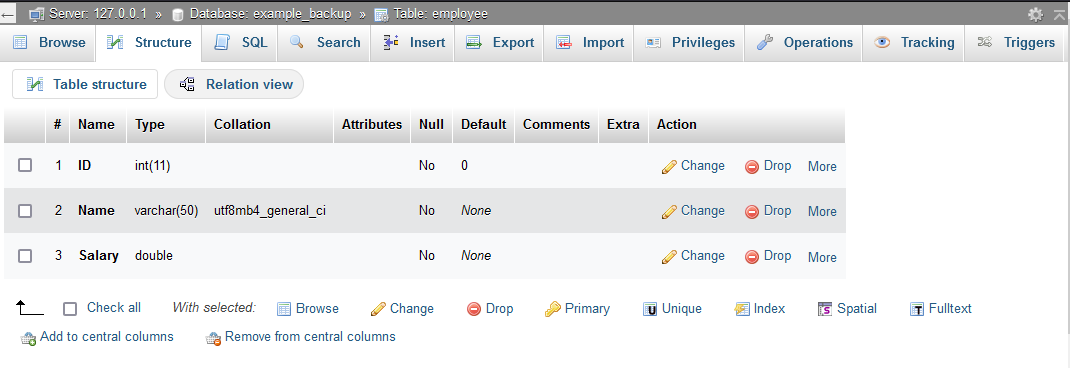 Server: 127.0.0.1 » Database: example_backup » Table: employee
Browse Structure SQL Search Insert Export Import Privileges Operations Tracking Triggers
Table structure Relation view
# Name Type Collation Attributes Null Default Comments Extra Action
1 ID int(11) No 0 Change Drop More
2 Name varchar(50) utf8mb4_general_ci No None Change Drop More
3 Salary double No None Change Drop More
Check all With selected: Browse Change Drop Primary Unique Index Spatial Fulltext
Add to central columns Remove from central columns